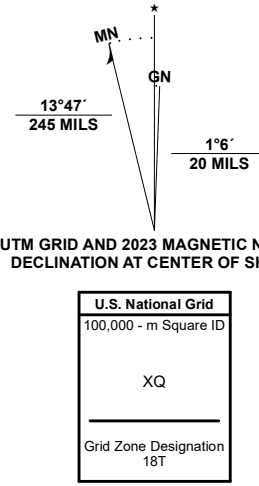 ★
MN
GN
13°47´
245 MILS
1°6´
20 MILS
UTM GRID AND 2023 MAGNETIC N
DECLINATION AT CENTER OF SH
U.S. National Grid
100,000 - m Square ID
XQ
Grid Zone Designation
18T